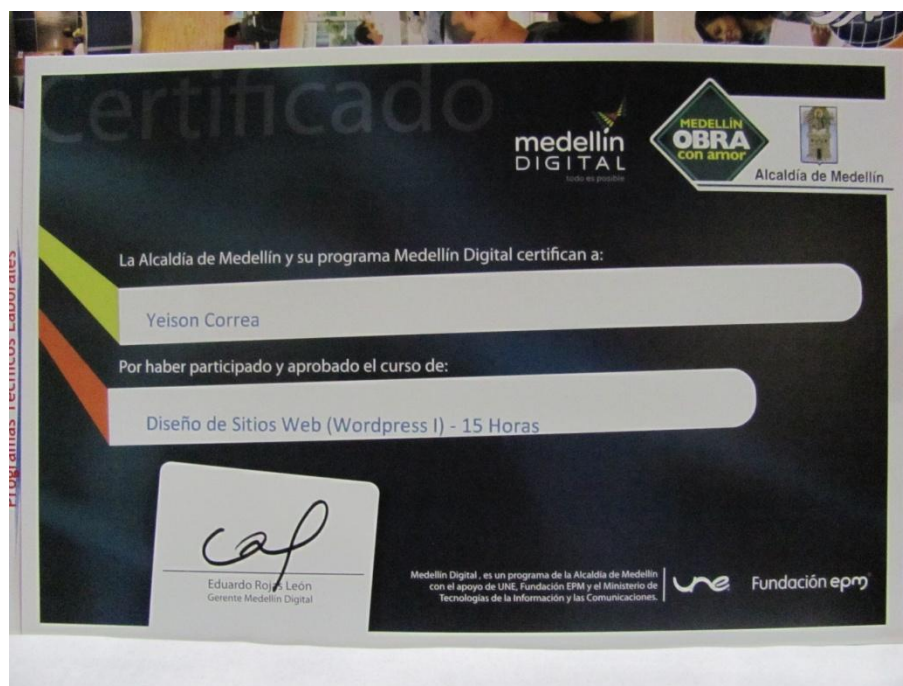 Certificado
medellín
DIGITAL
todo es posible
MEDELLÍN
OBRA
con amor
Alcaldía de Medellín
La Alcaldía de Medellín y su programa Medellín Digital certifican a:
Yeison Correa
Por haber participado y aprobado el curso de:
Diseño de Sitios Web (Wordpress I) - 15 Horas
Eduardo Rojas León
Gerente Medellín Digital
Medellín Digital , es un programa de la Alcaldía de Medellín
con el apoyo de UNE, Fundación EPM y el Ministerio de
Tecnologías de la Información y las Comunicaciones.
une
Fundación epm
Programas Técnicos Laborales